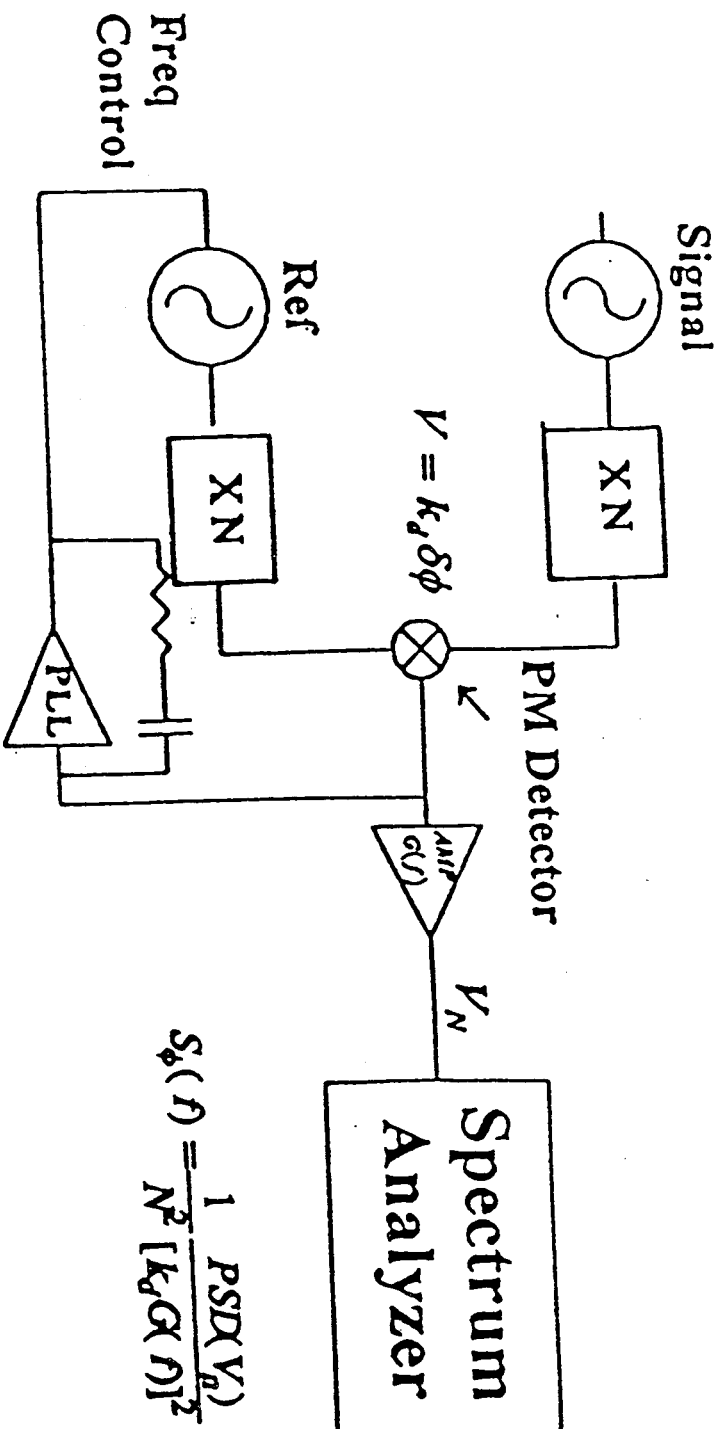 Signal
XN
PM Detector
V = k_d δφ
Ref
XN
Freq
Control
PLL
AMP
G(f)
V_N
Spectrum
Analyzer
S_φ(f) = 1/N² PSD(V_n)/[k_d G(f)]²